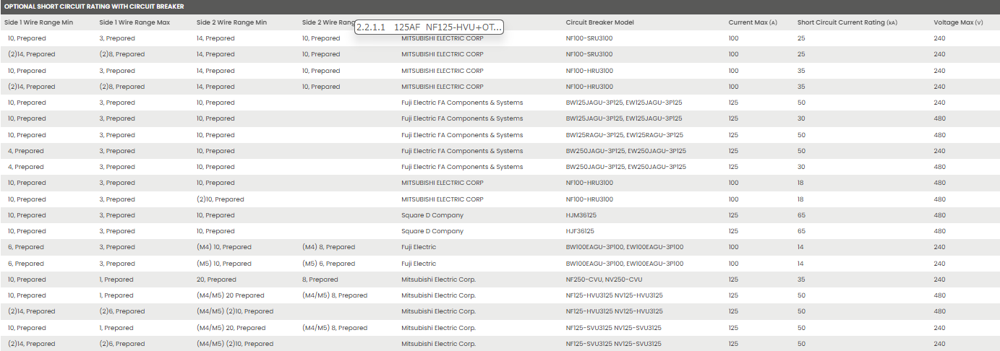 OPTIONAL SHORT CIRCUIT RATING WITH CIRCUIT BREAKER
Side 1 Wire Range Min Side 1 Wire Range Max Side 2 Wire Range Min Side 2 Wire Rang Circuit Breaker Model Current Max (A) Short Circuit Current Rating (kA) Voltage Max (V)
2.2.1.1 125AF NF125-HVU+OT...
10, Prepared 3, Prepared 14, Prepared 10, Prepared MITSUBISHI ELECTRIC CORP NF100-SRU3100 100 25 240
(2)14, Prepared (2)8, Prepared 14, Prepared 10, Prepared MITSUBISHI ELECTRIC CORP NF100-SRU3100 100 25 240
10, Prepared 3, Prepared 14, Prepared 10, Prepared MITSUBISHI ELECTRIC CORP NF100-HRU3100 100 35 240
(2)14, Prepared (2)8, Prepared 14, Prepared 10, Prepared MITSUBISHI ELECTRIC CORP NF100-HRU3100 100 35 240
10, Prepared 3, Prepared 10, Prepared Fuji Electric FA Components & Systems BW125JAGU-3P125, EW125JAGU-3P125 125 50 240
10, Prepared 3, Prepared 10, Prepared Fuji Electric FA Components & Systems BW125JAGU-3P125, EW125JAGU-3P125 125 30 480
10, Prepared 3, Prepared 10, Prepared Fuji Electric FA Components & Systems BW125RAGU-3P125, EW125RAGU-3P125 125 50 480
4, Prepared 3, Prepared 10, Prepared Fuji Electric FA Components & Systems BW250JAGU-3P125, EW250JAGU-3P125 125 50 240
4, Prepared 3, Prepared 10, Prepared Fuji Electric FA Components & Systems BW250JAGU-3P125, EW250JAGU-3P125 125 30 480
10, Prepared 3, Prepared 10, Prepared MITSUBISHI ELECTRIC CORP NF100-HRU3100 100 18 480
10, Prepared 3, Prepared (2)10, Prepared MITSUBISHI ELECTRIC CORP NF100-HRU3100 100 18 480
10, Prepared 3, Prepared 10, Prepared Square D Company HJM36125 125 65 480
10, Prepared 3, Prepared 10, Prepared Square D Company HJF36125 125 65 480
6, Prepared 3, Prepared (M4) 10, Prepared (M4) 8, Prepared Fuji Electric BW100EAGU-3P100, EW100EAGU-3P100 100 14 240
6, Prepared 3, Prepared (M5) 10, Prepared (M5) 6, Prepared Fuji Electric BW100EAGU-3P100, EW100EAGU-3P100 100 14 240
10, Prepared 1, Prepared 20, Prepared 8, Prepared Mitsubishi Electric Corp. NF250-CVU, NV250-CVU 125 35 240
10, Prepared 1, Prepared (M4/M5) 20 Prepared (M4/M5) 8, Prepared Mitsubishi Electric Corp. NF125-HVU3125 NV125-HVU3125 125 50 480
(2)14, Prepared (2)6, Prepared (M4/M5) (2)10, Prepared Mitsubishi Electric Corp. NF125-HVU3125 NV125-HVU3125 125 50 480
10, Prepared 1, Prepared (M4/M5) 20, Prepared (M4/M5) 8, Prepared Mitsubishi Electric Corp. NF125-SVU3125 NV125-SVU3125 125 50 240
(2)14, Prepared (2)6, Prepared (M4/M5) (2)10, Prepared Mitsubishi Electric Corp. NF125-SVU3125 NV125-SVU3125 125 50 240